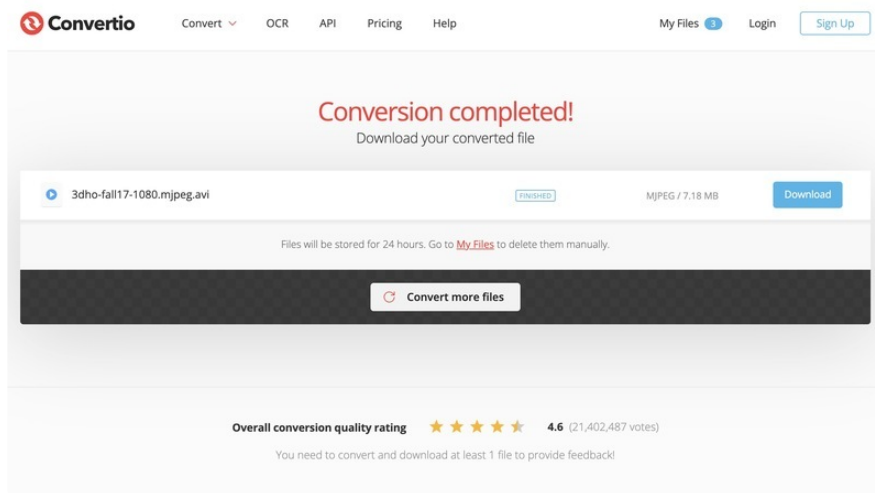 Convertio Convert OCR API Pricing Help My Files 3 Login Sign Up
Conversion completed!
Download your converted file
3dho-fall17-1080.mjpeg.avi FINISHED MJPEG / 7.18 MB Download
Files will be stored for 24 hours. Go to My Files to delete them manually.
Convert more files
Overall conversion quality rating 4.6 (21,402,487 votes)
You need to convert and download at least 1 file to provide feedback!